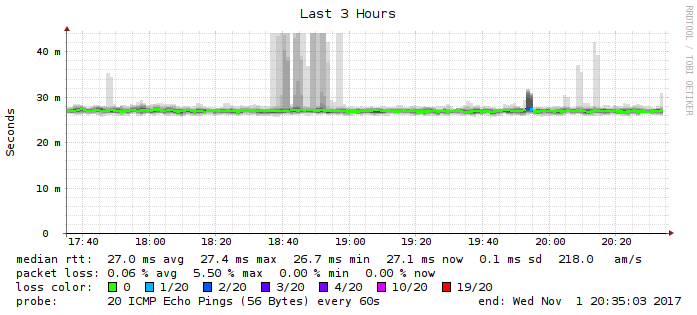 Last 3 Hours
RRDTOOL / TOBI OETIKER
Seconds
40 m
30 m
20 m
10 m
0
17:40 18:00 18:20 18:40 19:00 19:20 19:40 20:00 20:20
median rtt: 27.0 ms avg 27.4 ms max 26.7 ms min 27.1 ms now 0.1 ms sd 218.0 am/s
packet loss: 0.06 % avg 5.50 % max 0.00 % min 0.00 % now
loss color: 0 1/20 2/20 3/20 4/20 10/20 19/20
probe: 20 ICMP Echo Pings (56 Bytes) every 60s end: Wed Nov 1 20:35:03 2017